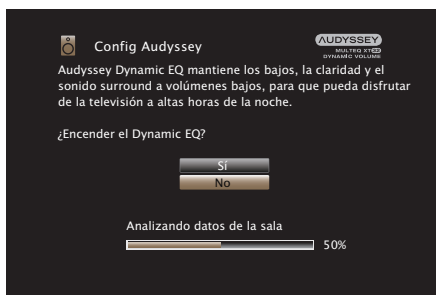 Config Audyssey
AUDYSSEY
MULTEQ XT32
DYNAMIC VOLUME
Audyssey Dynamic EQ mantiene los bajos, la claridad y el
sonido surround a volúmenes bajos, para que pueda disfrutar
de la televisión a altas horas de la noche.
¿Encender el Dynamic EQ?
Sí
No
Analizando datos de la sala
50%